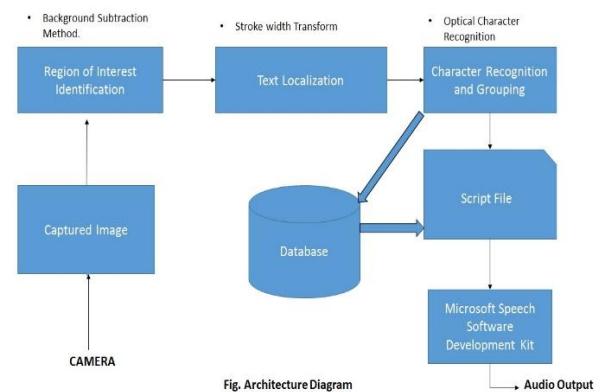 • Background Subtraction
Method.
• Stroke width Transform
• Optical Character
Recognition
Region of Interest
Identification
Text Localization
Character Recognition
and Grouping
Captured Image
Database
Script File
Microsoft Speech
Software
Development Kit
CAMERA
Fig. Architecture Diagram
Audio Output